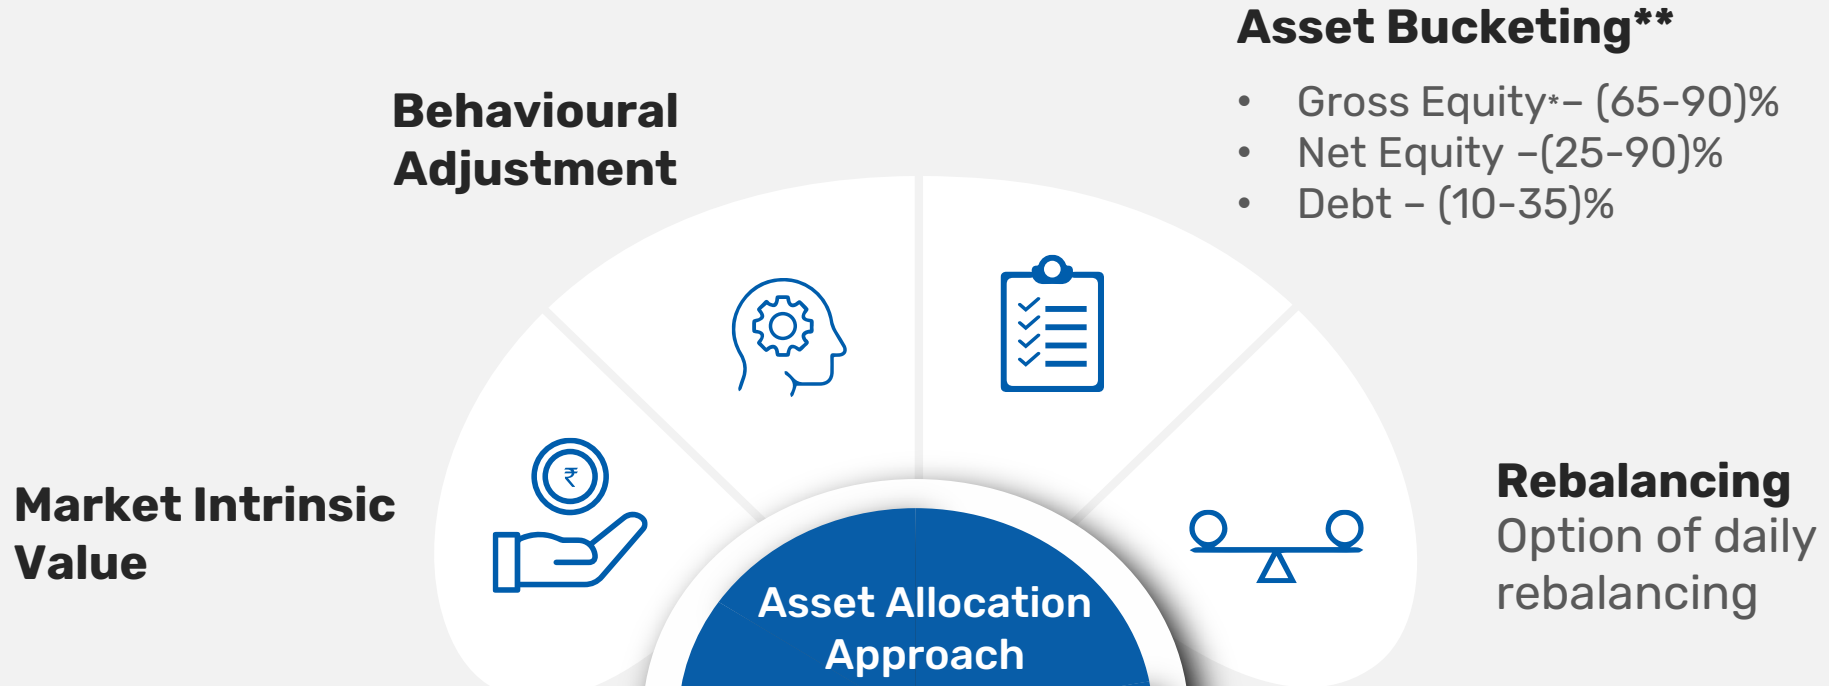 Asset Bucketing**
• Gross Equity*– (65-90)%
• Net Equity –(25-90)%
• Debt – (10-35)%
Behavioural
Adjustment
₹
Market Intrinsic
Value
Rebalancing
Option of daily
rebalancing
Asset Allocation
Approach